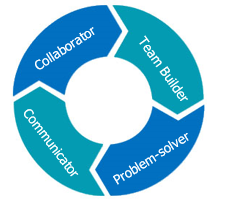 Collaborator
Team Builder
Problem-solver
Communicator